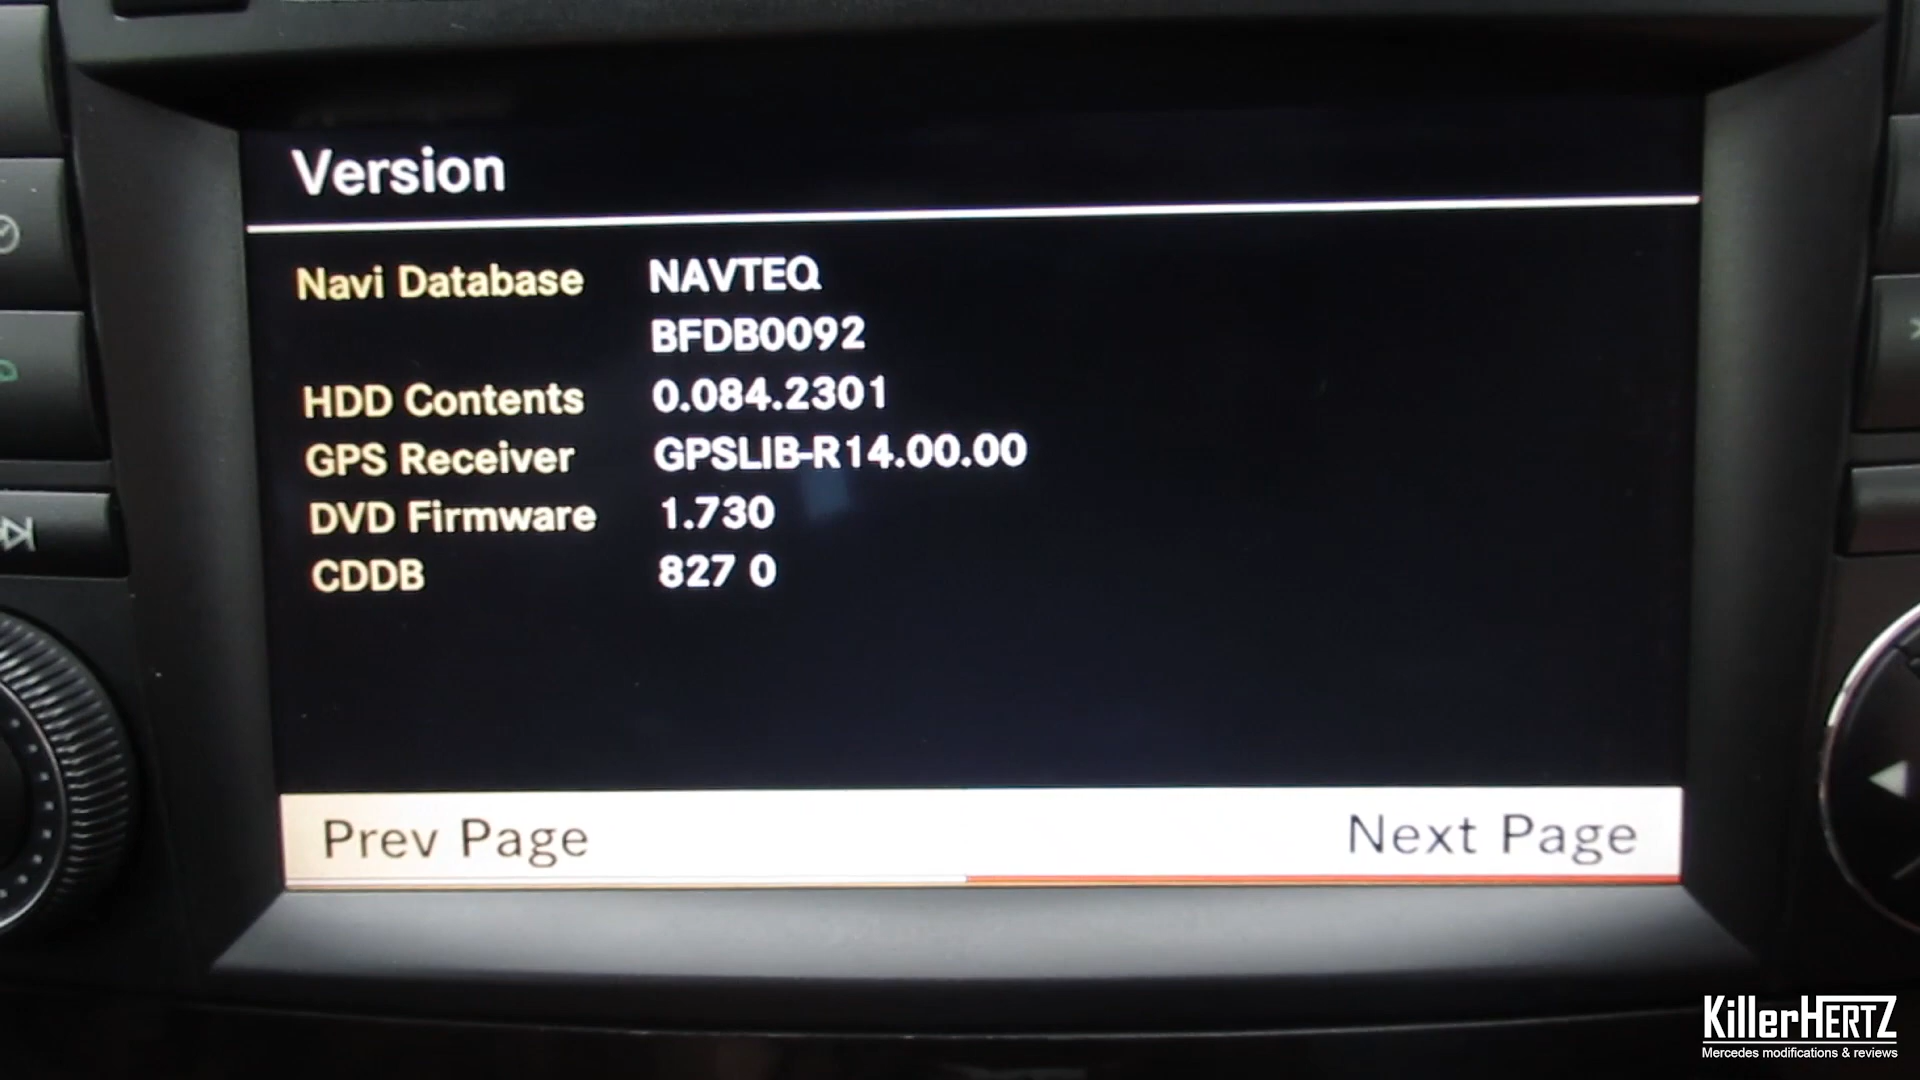 Version
Navi Database NAVTEQ
BFDB0092
HDD Contents 0.084.2301
GPS Receiver GPSLIB-R14.00.00
DVD Firmware 1.730
CDDB 827 0
Prev Page Next Page
KillerHERTZ
Mercedes modifications & reviews